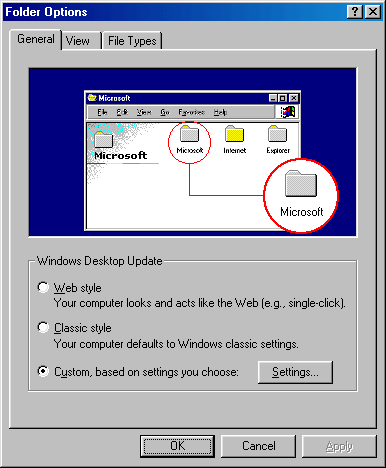 Folder Options
General
View
File Types
Microsoft
File Edit View Go Favorites Help
Microsoft
Microsoft
Internet
Explorer
Microsoft
Windows Desktop Update
Web style
Your computer looks and acts like the Web (e.g., single-click).
Classic style
Your computer defaults to Windows classic settings.
Custom, based on settings you choose:
Settings...
OK
Cancel
Apply